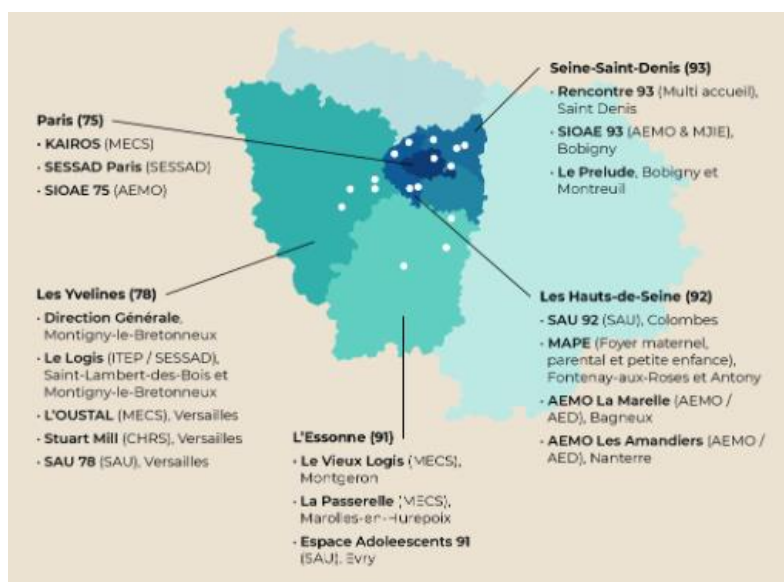 Paris (75)
· KAIROS (MECS)
· SESSAD Paris (SESSAD)
· SIOAE 75 (AEMO)
Seine-Saint-Denis (93)
· Rencontre 93 (Multi accueil),
Saint Denis
· SIOAE 93 (AEMO & MJIE),
Bobigny
· Le Prelude, Bobigny et
Montreuil
Les Yvelines (78)
· Direction Générale,
Montigny-le-Bretonneux
· Le Logis (ITEP / SESSAD),
Saint-Lambert-des-Bois et
Montigny-le-Bretonneux
· L'OUSTAL (MECS), Versailles
· Stuart Mill (CHRS), Versailles
· SAU 78 (SAU), Versailles
L'Essonne (91)
· Le Vieux Logis (MECS),
Montgeron
· La Passerelle (MECS),
Marolles-en-Hurepoix
· Espace Adoleescents 91
(SAU), Evry
Les Hauts-de-Seine (92)
· SAU 92 (SAU), Colombes
· MAPE (Foyer maternel,
parental et petite enfance),
Fontenay-aux-Roses et Antony
· AEMO La Marelle (AEMO /
AED), Bagneux
· AEMO Les Amandiers (AEMO /
AED), Nanterre